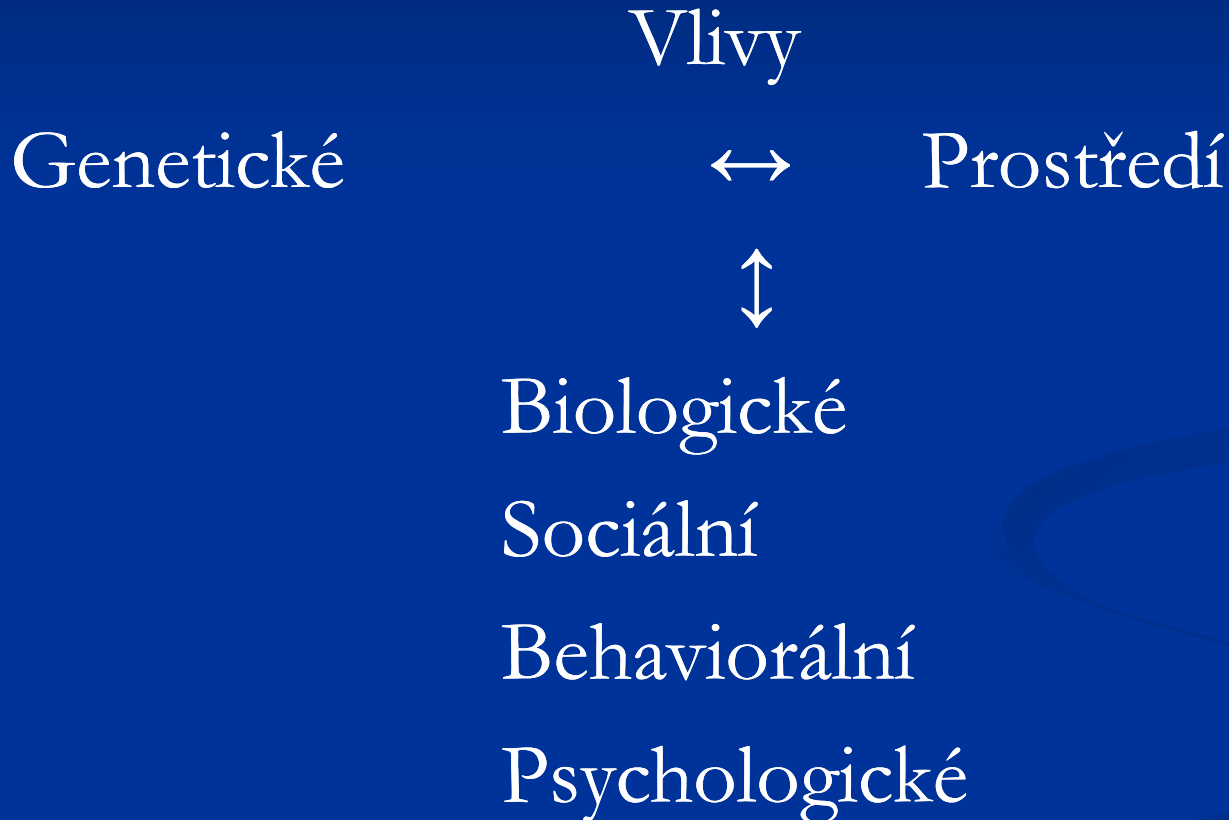 Vlivy
Genetické ↔ Prostředí
↕
Biologické
Sociální
Behaviorální
Psychologické